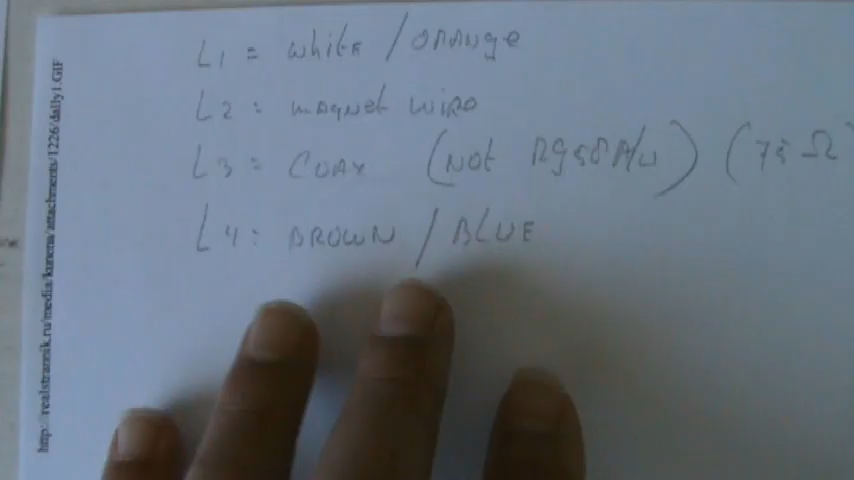 L1 = white / ORANge
L2 = magnet wire
L3 = COAX (NOT Rg58A/U) (75 Ω
L4: BROWN / BLUE
http://realstrannik.ru/media/kunena/attachments/1226/daily1.GIF